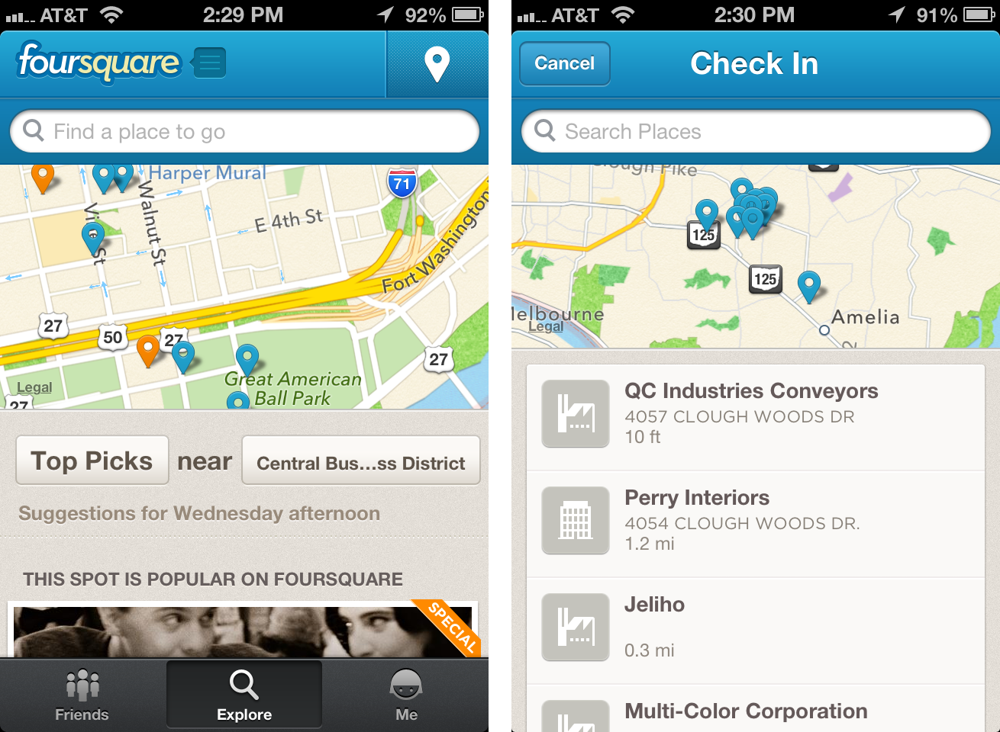 AT&T 2:29 PM 92%
foursquare
Find a place to go
Harper Mural
71
Vine St
Walnut St
E 4th St
Fort Washington
27
50
27
27
Great American
Ball Park
Legal
27
Top Picks near Central Bus...ss District
Suggestions for Wednesday afternoon
THIS SPOT IS POPULAR ON FOURSQUARE
SPECIAL
Friends Explore Me
AT&T 2:30 PM 91%
Cancel Check In
Search Places
Clough Pike
125
125
Melbourne
Legal
Amelia
QC Industries Conveyors
4057 CLOUGH WOODS DR
10 ft
Perry Interiors
4054 CLOUGH WOODS DR.
1.2 mi
Jeliho
0.3 mi
Multi-Color Corporation